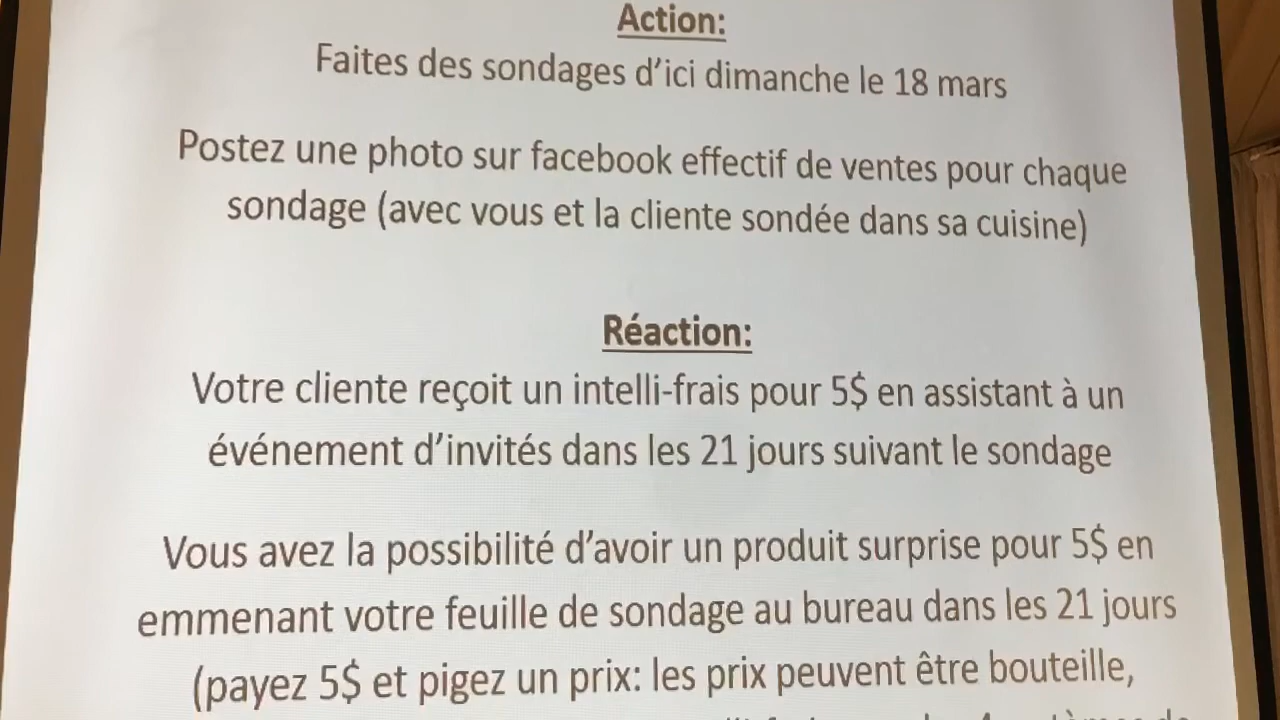 Action:
Faites des sondages d'ici dimanche le 18 mars
Postez une photo sur facebook effectif de ventes pour chaque
sondage (avec vous et la cliente sondée dans sa cuisine)
Réaction:
Votre cliente reçoit un intelli-frais pour 5$ en assistant à un
événement d'invités dans les 21 jours suivant le sondage
Vous avez la possibilité d'avoir un produit surprise pour 5$ en
emmenant votre feuille de sondage au bureau dans les 21 jours
(payez 5$ et pigez un prix: les prix peuvent être bouteille,